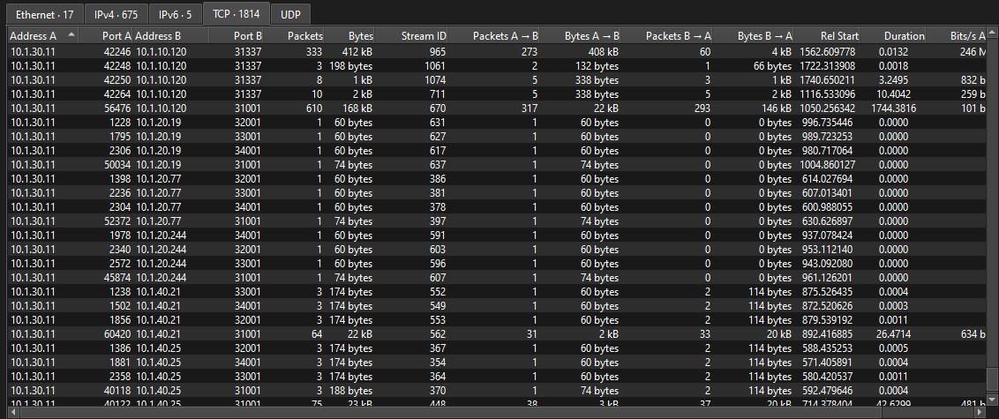 Ethernet · 17 IPv4 · 675 IPv6 · 5 TCP · 1814 UDP
Address A Port A Address B Port B Packets Bytes Stream ID Packets A → B Bytes A → B Packets B → A Bytes B → A Rel Start Duration Bits/s A
10.1.30.11 42246 10.1.10.120 31337 333 412 kB 965 273 408 kB 60 4 kB 1562.609778 0.0132 246 M
10.1.30.11 42248 10.1.10.120 31337 3 198 bytes 1061 2 132 bytes 1 66 bytes 1722.313908 0.0018
10.1.30.11 42250 10.1.10.120 31337 8 1 kB 1074 5 338 bytes 3 1 kB 1740.650211 3.2495 832 b
10.1.30.11 42264 10.1.10.120 31337 10 2 kB 711 5 338 bytes 5 2 kB 1116.533096 10.4042 259 b
10.1.30.11 56476 10.1.10.120 31001 610 168 kB 670 317 22 kB 293 146 kB 1050.256342 1744.3816 101 b
10.1.30.11 1228 10.1.20.19 32001 1 60 bytes 631 1 60 bytes 0 0 bytes 996.735446 0.0000
10.1.30.11 1795 10.1.20.19 33001 1 60 bytes 627 1 60 bytes 0 0 bytes 989.723253 0.0000
10.1.30.11 2306 10.1.20.19 34001 1 60 bytes 617 1 60 bytes 0 0 bytes 980.717064 0.0000
10.1.30.11 50034 10.1.20.19 31001 1 74 bytes 637 1 74 bytes 0 0 bytes 1004.860127 0.0000
10.1.30.11 1398 10.1.20.77 32001 1 60 bytes 386 1 60 bytes 0 0 bytes 614.027694 0.0000
10.1.30.11 2236 10.1.20.77 33001 1 60 bytes 381 1 60 bytes 0 0 bytes 607.013401 0.0000
10.1.30.11 2304 10.1.20.77 34001 1 60 bytes 378 1 60 bytes 0 0 bytes 600.988055 0.0000
10.1.30.11 52372 10.1.20.77 31001 1 74 bytes 397 1 74 bytes 0 0 bytes 630.626897 0.0000
10.1.30.11 1978 10.1.20.244 34001 1 60 bytes 591 1 60 bytes 0 0 bytes 937.078424 0.0000
10.1.30.11 2340 10.1.20.244 32001 1 60 bytes 603 1 60 bytes 0 0 bytes 953.112140 0.0000
10.1.30.11 2572 10.1.20.244 33001 1 60 bytes 596 1 60 bytes 0 0 bytes 943.092080 0.0000
10.1.30.11 45874 10.1.20.244 31001 1 74 bytes 607 1 74 bytes 0 0 bytes 961.126201 0.0000
10.1.30.11 1238 10.1.40.21 33001 3 174 bytes 552 1 60 bytes 2 114 bytes 875.526435 0.0004
10.1.30.11 1502 10.1.40.21 34001 3 174 bytes 549 1 60 bytes 2 114 bytes 872.520626 0.0003
10.1.30.11 1856 10.1.40.21 32001 3 174 bytes 553 1 60 bytes 2 114 bytes 879.539192 0.0011
10.1.30.11 60420 10.1.40.21 31001 64 22 kB 562 31 2 kB 33 20 kB 892.416885 26.4714 634 b
10.1.30.11 1386 10.1.40.25 32001 3 174 bytes 367 1 60 bytes 2 114 bytes 588.435253 0.0005
10.1.30.11 1881 10.1.40.25 34001 3 174 bytes 354 1 60 bytes 2 114 bytes 571.405891 0.0004
10.1.30.11 2358 10.1.40.25 33001 3 174 bytes 364 1 60 bytes 2 114 bytes 580.420537 0.0011
10.1.30.11 40118 10.1.40.25 31001 3 188 bytes 370 1 74 bytes 2 114 bytes 592.479646 0.0004
10.1.30.11 40122 10.1.40.25 31001 75 23 kB 448 38 3 kB 37 20 kB 714.378404 42.6299 481 b